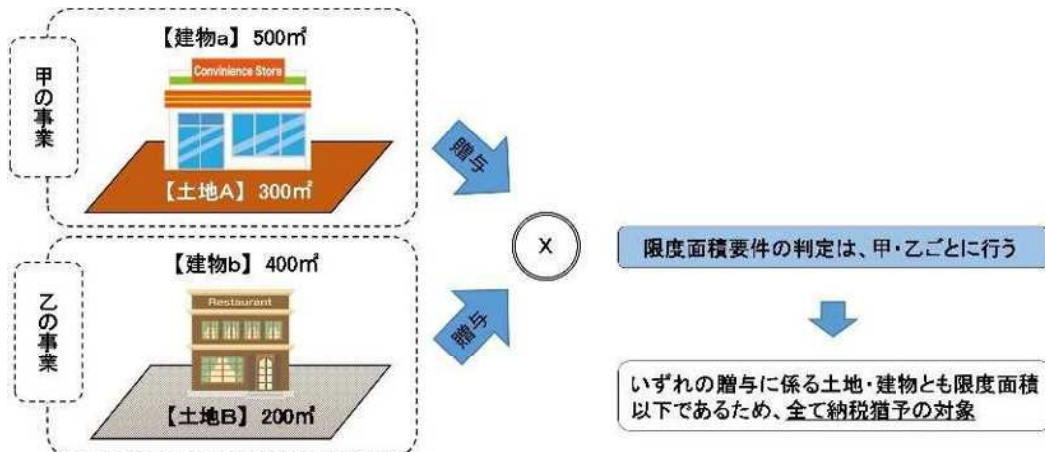 【建物a】 500㎡
甲の事業
Convinience Store
【土地A】 300㎡
贈与
X
限度面積要件の判定は、甲・乙ごとに行う
【建物b】 400㎡
乙の事業
Restaurant
【土地B】 200㎡
贈与
いずれの贈与に係る土地・建物とも限度面積
以下であるため、全て納税猶予の対象